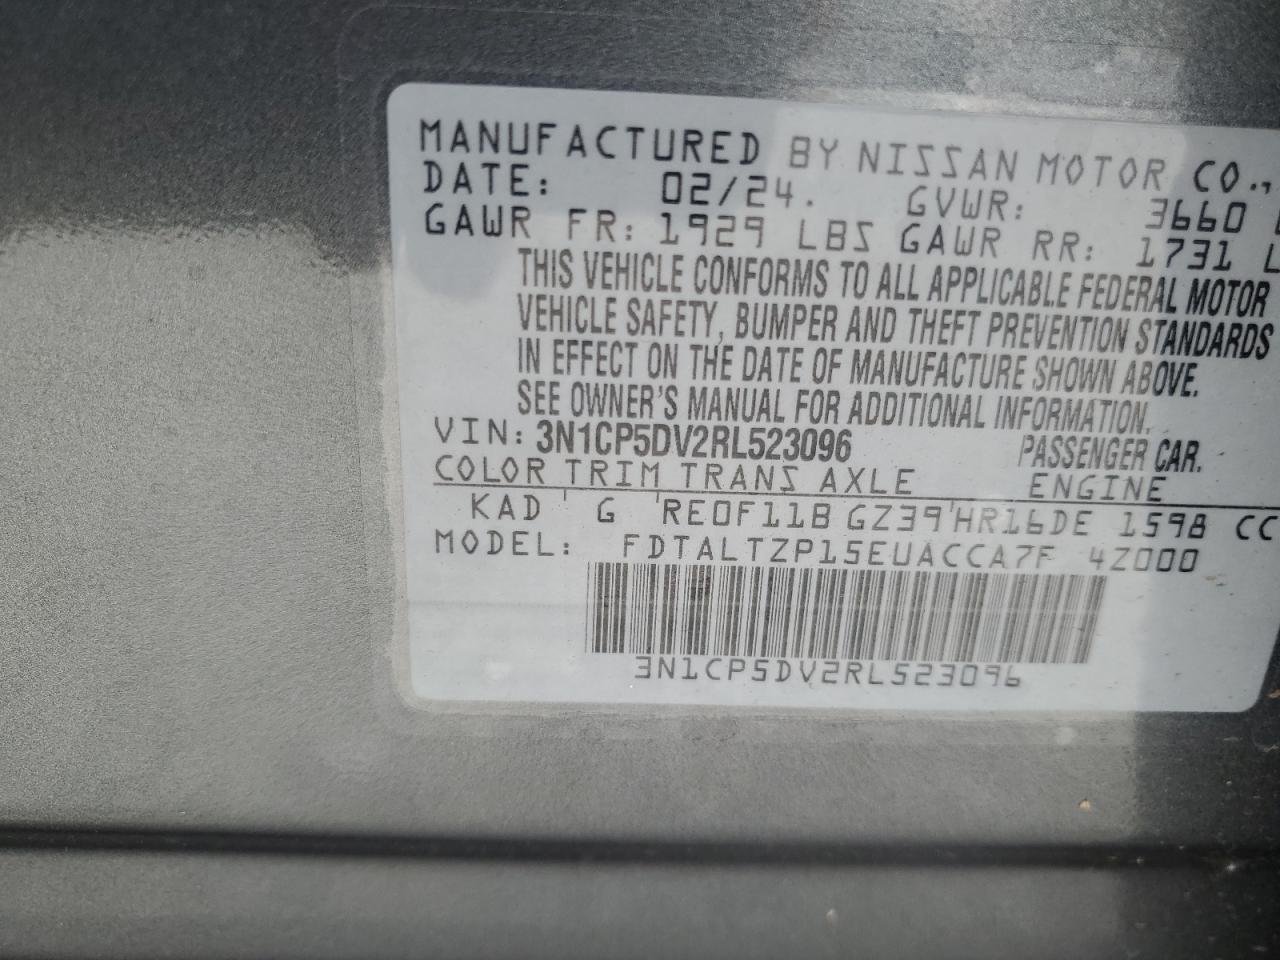 MANUFACTURED BY NISSAN MOTOR CO.,
DATE: 02/24. GVWR: 3660
GAWR FR: 1929 LBS GAWR RR: 1731 L
THIS VEHICLE CONFORMS TO ALL APPLICABLE FEDERAL MOTOR
VEHICLE SAFETY, BUMPER AND THEFT PREVENTION STANDARDS
IN EFFECT ON THE DATE OF MANUFACTURE SHOWN ABOVE.
SEE OWNER'S MANUAL FOR ADDITIONAL INFORMATION.
VIN: 3N1CP5DV2RL523096 PASSENGER CAR.
COLOR TRIM TRANS AXLE ENGINE
KAD G RE0F11B GZ39 HR16DE 1598 CC
MODEL: FDTALTZP15EUACCA7F 4Z000
3N1CP5DV2RL523096